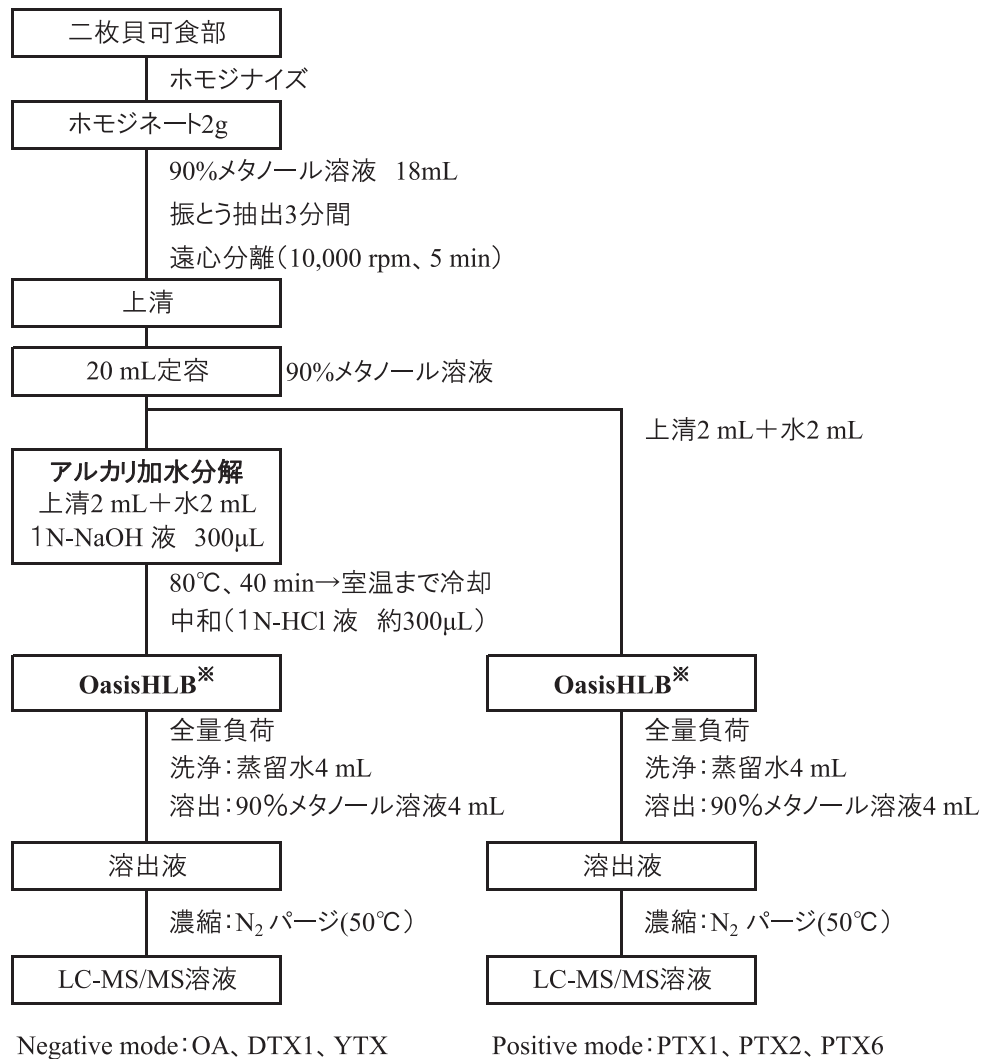 二枚貝可食部
ホモジナイズ
ホモジネート2g
90%メタノール溶液 18mL
振とう抽出3分間
遠心分離(10,000 rpm、5 min)
上清
20 mL定容
90%メタノール溶液
上清2 mL+水2 mL
アルカリ加水分解
上清2 mL+水2 mL
1N-NaOH 液 300μL
80℃、40 min→室温まで冷却
中和(1N-HCl 液 約300μL)
OasisHLB※
全量負荷
洗浄:蒸留水4 mL
溶出:90%メタノール溶液4 mL
溶出液
濃縮:N₂ パージ(50℃)
LC-MS/MS溶液
Negative mode:OA、DTX1、YTX
OasisHLB※
全量負荷
洗浄:蒸留水4 mL
溶出:90%メタノール溶液4 mL
溶出液
濃縮:N₂ パージ(50℃)
LC-MS/MS溶液
Positive mode:PTX1、PTX2、PTX6